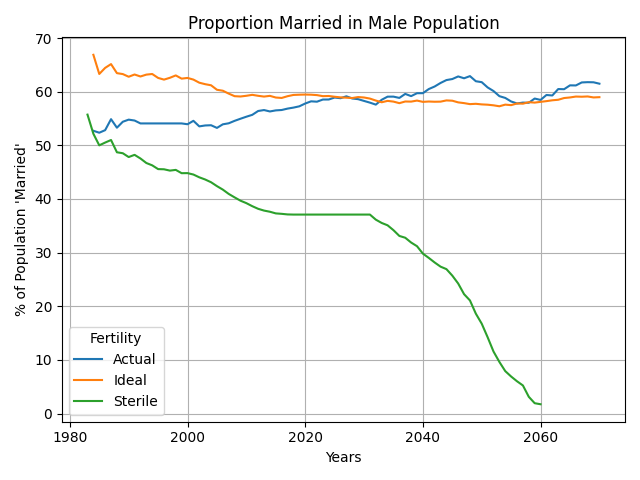 Proportion Married in Male Population
% of Population 'Married'
70
60
50
40
30
20
10
0
Fertility
Actual
Ideal
Sterile
1980
2000
2020
2040
2060
Years